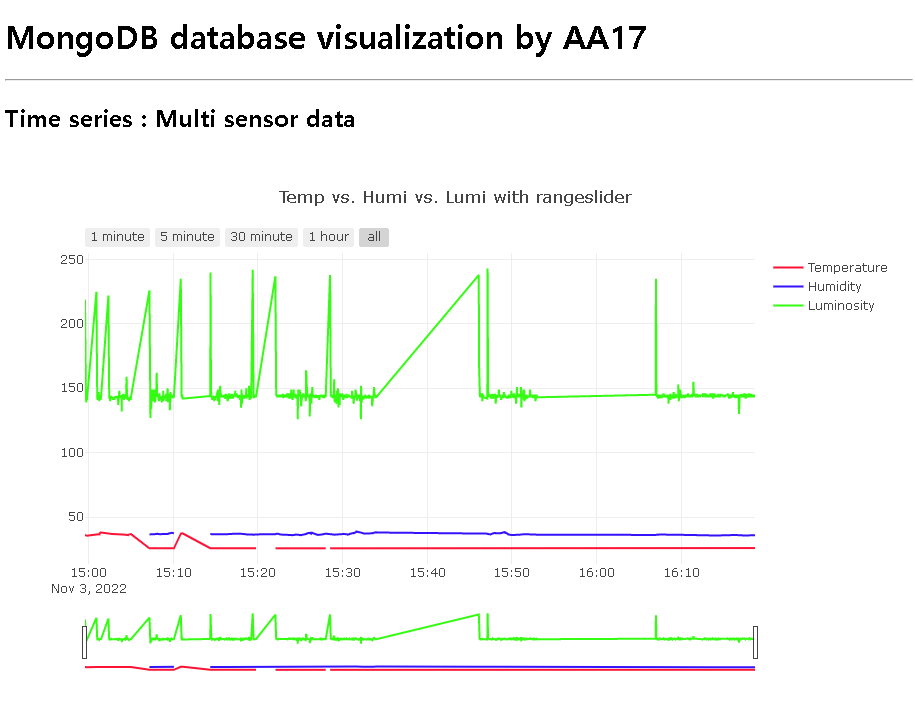 MongoDB database visualization by AA17
Time series : Multi sensor data
Temp vs. Humi vs. Lumi with rangeslider
1 minute 5 minute 30 minute 1 hour all
250
200
150
100
50
Temperature
Humidity
Luminosity
15:00 15:10 15:20 15:30 15:40 15:50 16:00 16:10
Nov 3, 2022